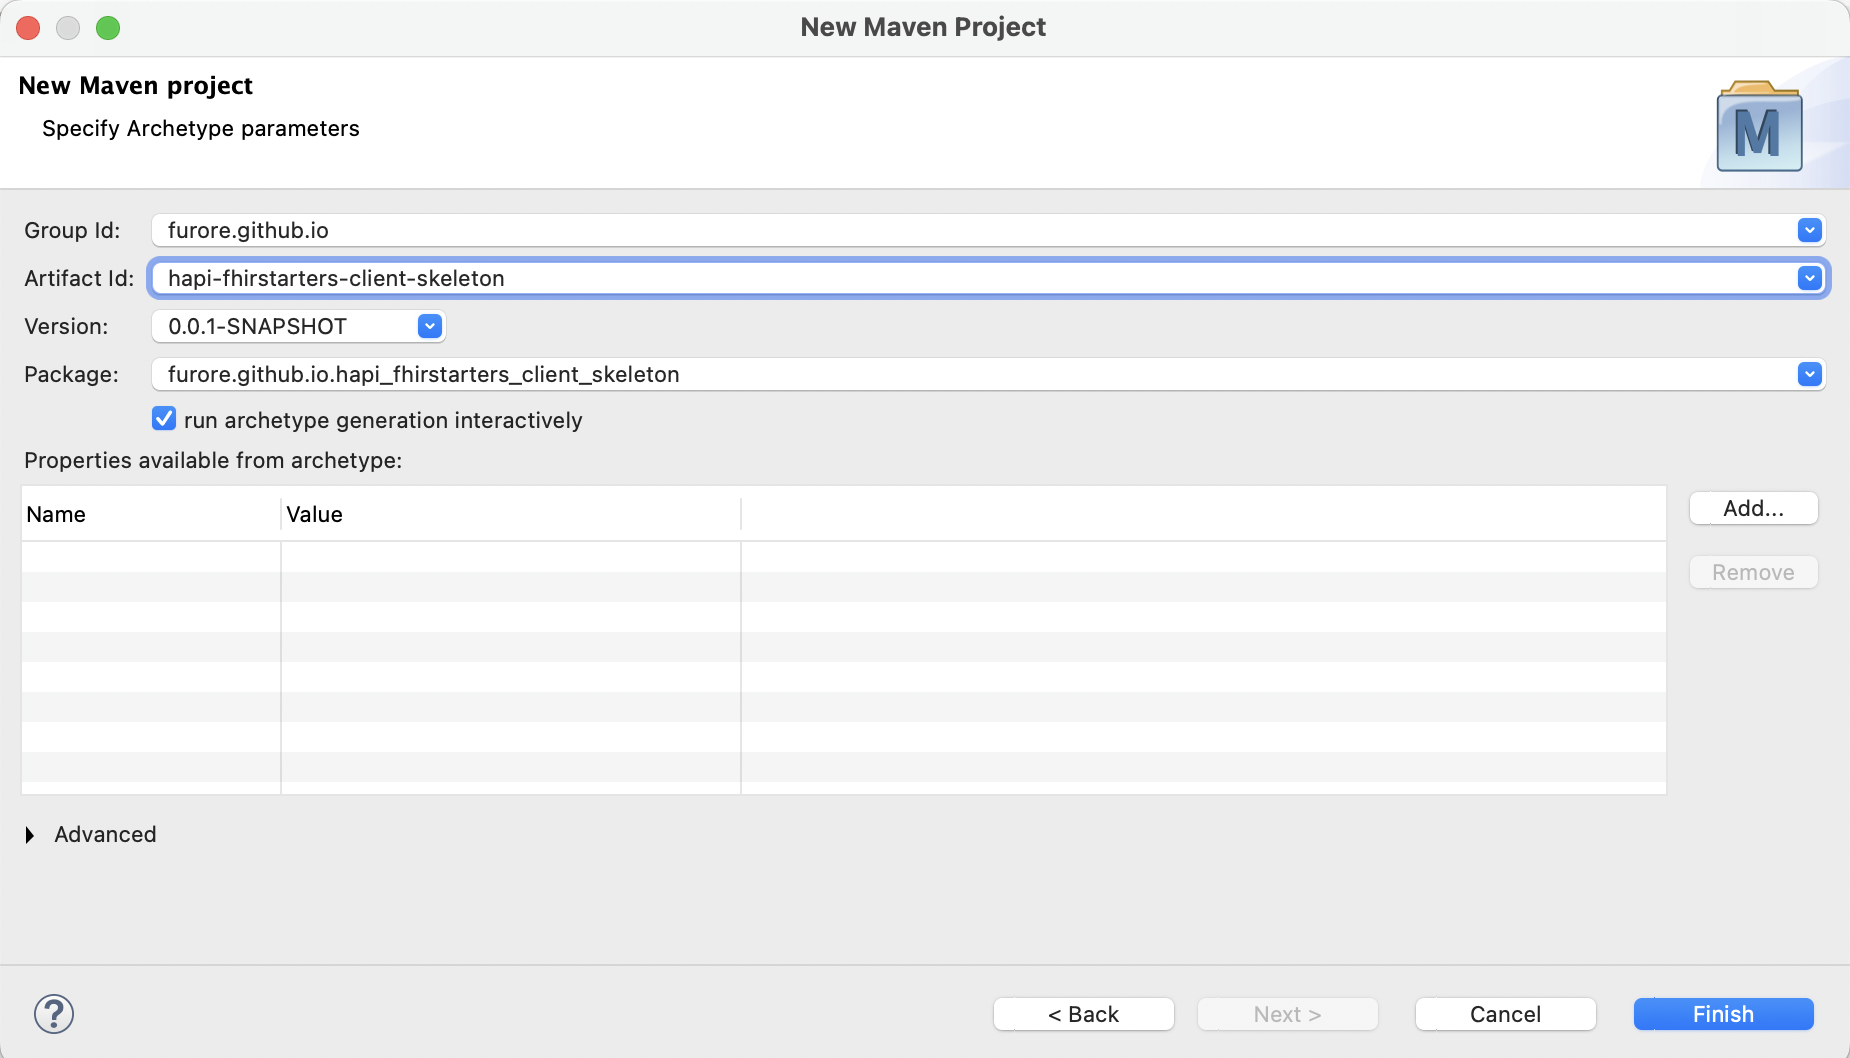 New Maven Project
New Maven project
Specify Archetype parameters
M
Group Id: furore.github.io
Artifact Id: hapi-fhirstarters-client-skeleton
Version: 0.0.1-SNAPSHOT
Package: furore.github.io.hapi_fhirstarters_client_skeleton
run archetype generation interactively
Properties available from archetype:
Name Value
Add...
Remove
Advanced
? < Back Next > Cancel Finish